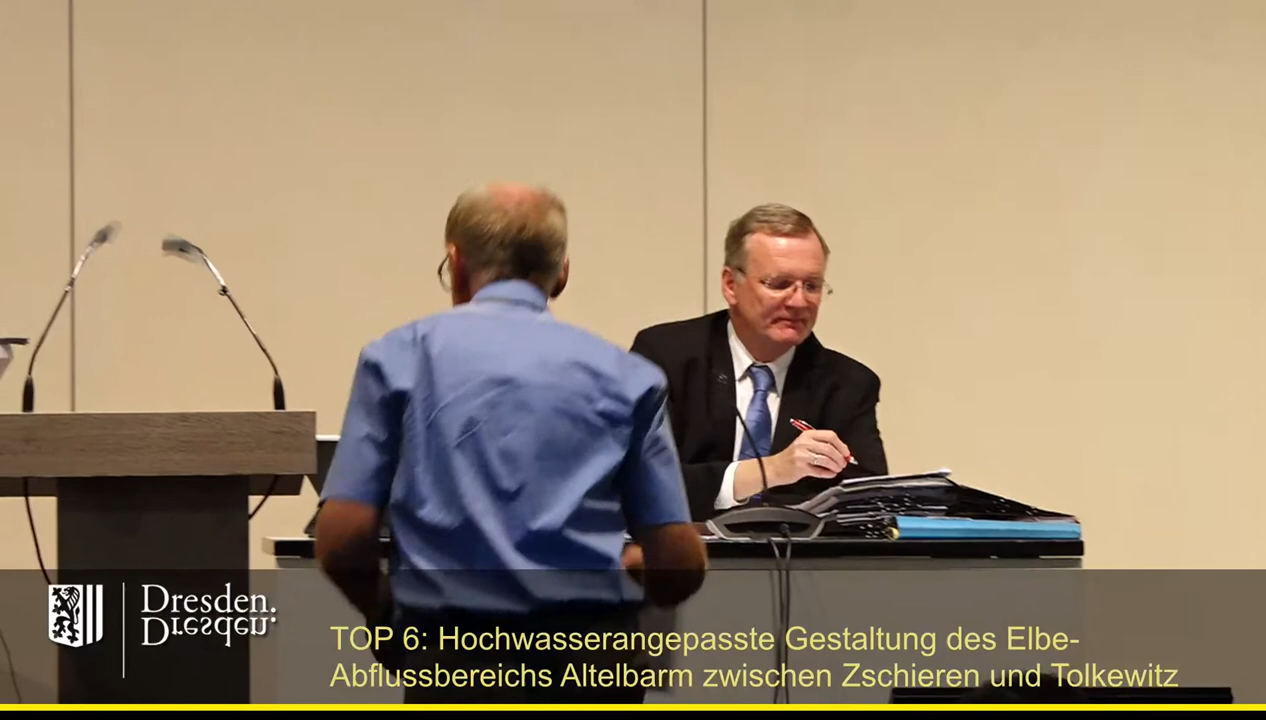 Dresden.
Dresden.
TOP 6: Hochwasserangepasste Gestaltung des Elbe-
Abflussbereichs Altelbarm zwischen Zschieren und Tolkewitz